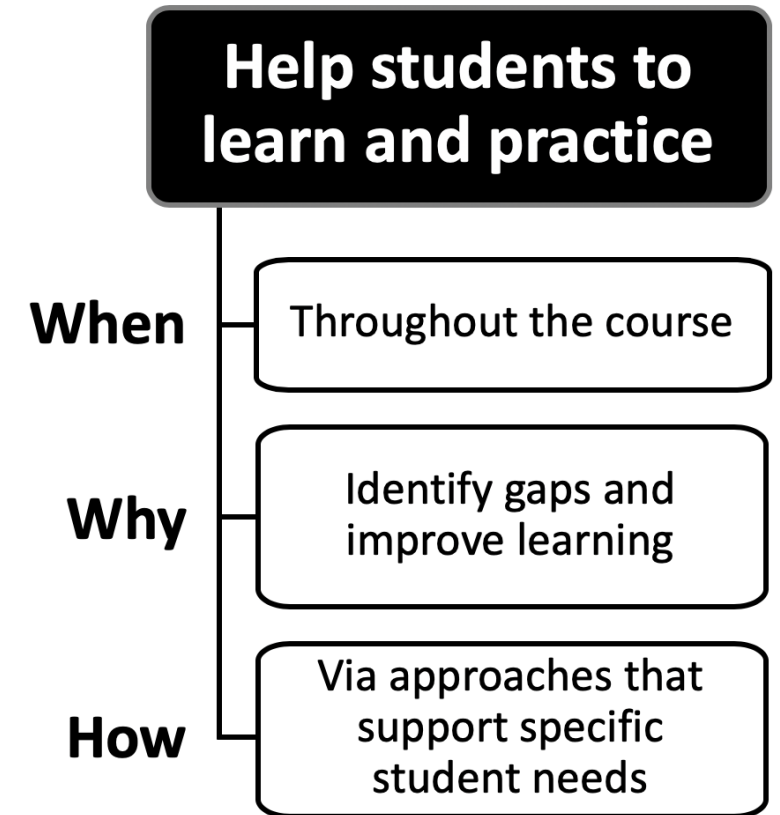 Help students to
learn and practice
When
Throughout the course
Why
Identify gaps and
improve learning
How
Via approaches that
support specific
student needs